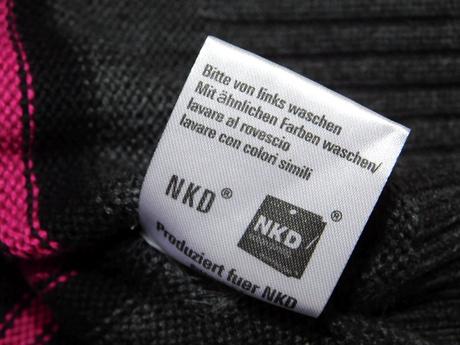 Bitte von links waschen
Mit ähnlichen Farben waschen/
lavare al rovescio
lavare con colori simili
NKD®
NKD®
Produziert fuer NKD